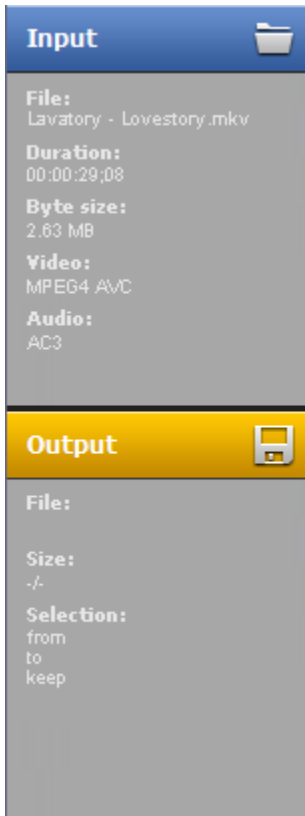 Input
File:
Lavatory - Lovestory.mkv
Duration:
00:00:29;08
Byte size:
2.63 MB
Video:
MPEG4 AVC
Audio:
AC3
Output
File:
Size:
-/-
Selection:
from
to
keep